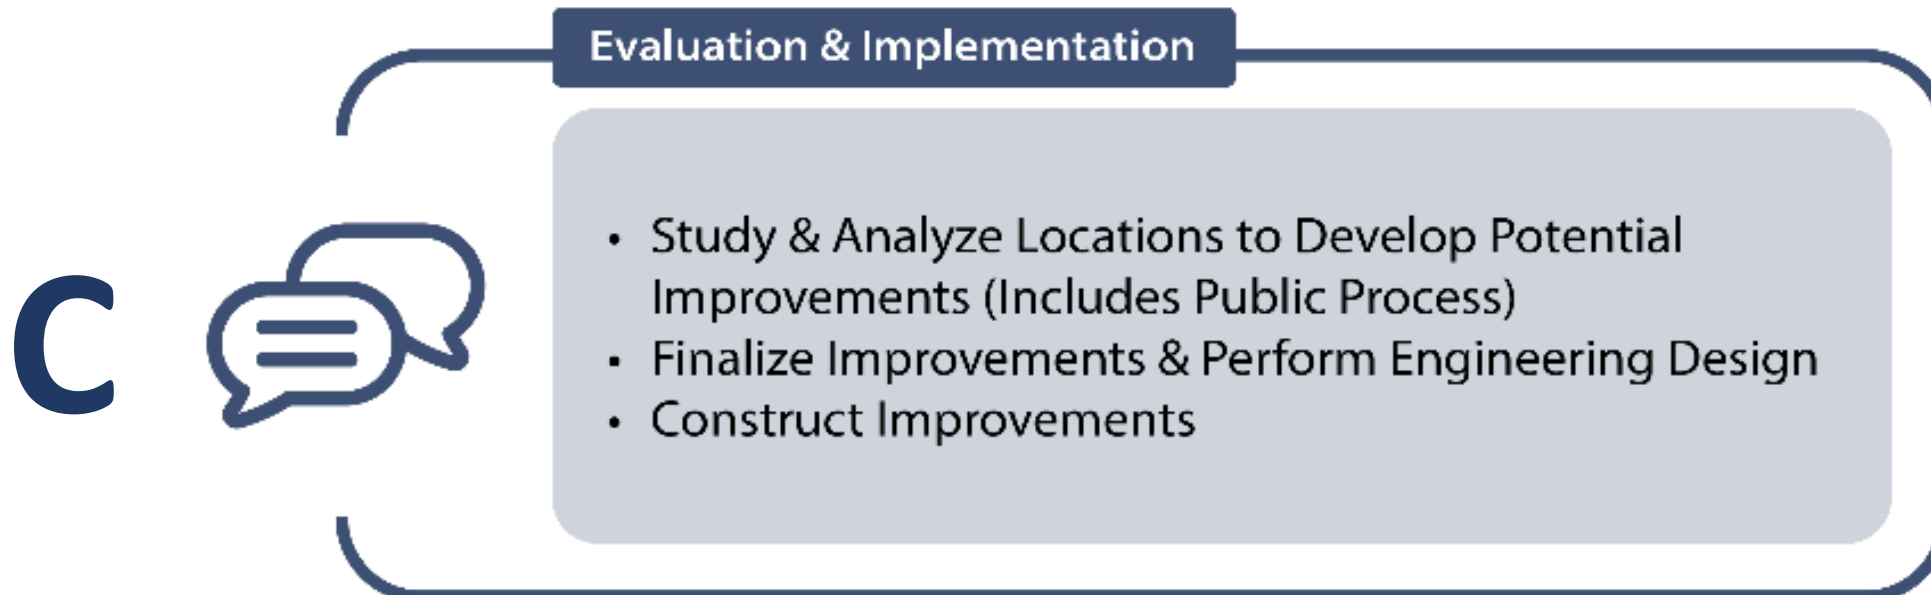 Evaluation & Implementation
C
• Study & Analyze Locations to Develop Potential
Improvements (Includes Public Process)
• Finalize Improvements & Perform Engineering Design
• Construct Improvements